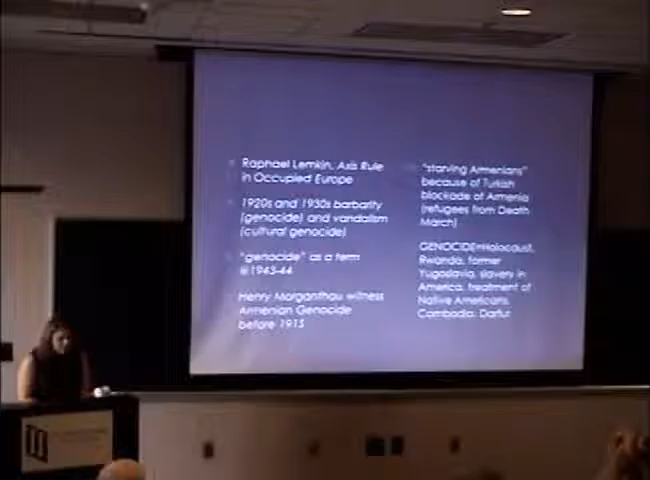 Raphael Lemkin, Axis Rule
in Occupied Europe
1920s and 1930s barbarity
(genocide) and vandalism
(cultural genocide)
"genocide" as a term
@1943-44
Henry Morganthau witness
Armenian Genocide
before 1915
"starving Armenians"
because of Turkish
blockade of Armenia
(refugees from Death
March)
GENOCIDE=Holocaust,
Rwanda, former
Yugoslavia, slavery in
America, treatment of
Native Americans,
Cambodia, Darfur